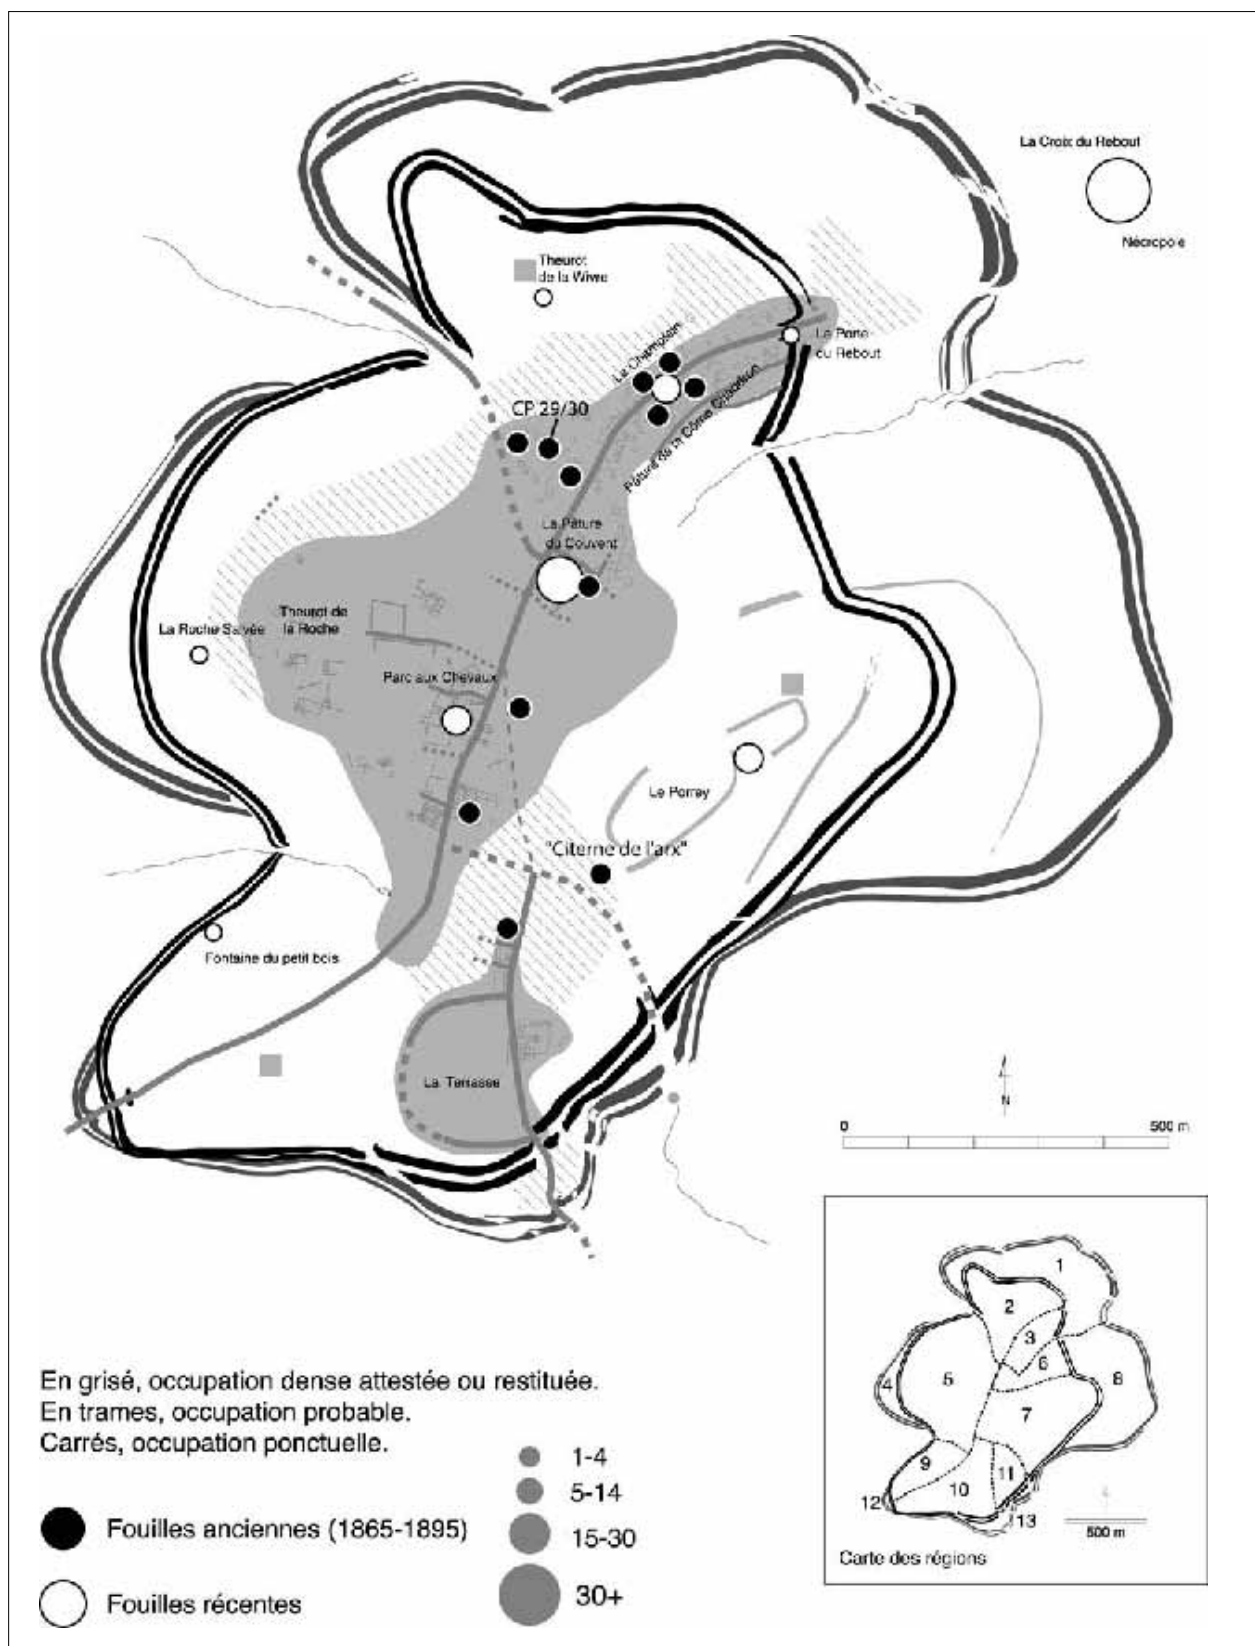 La Croix du Rebout
Nécropole
Theurot
de la Wivre
Le Champlain
La Porte
du Rebout
CP 29/30
Pâture de la Côme Chaudron
La Pâture
du Couvent
Theurot de
la Roche
La Roche Salvée
Parc aux Chevaux
Le Porrey
"Citerne de l'arx"
Fontaine du petit bois
La Terrasse
N
0 500 m
En grisé, occupation dense attestée ou restituée.
En trames, occupation probable.
Carrés, occupation ponctuelle.
Fouilles anciennes (1865-1895)
Fouilles récentes
1-4
5-14
15-30
30+
1
2
3
4
5
6
7
8
9
10
11
12
13
500 m
Carte des régions